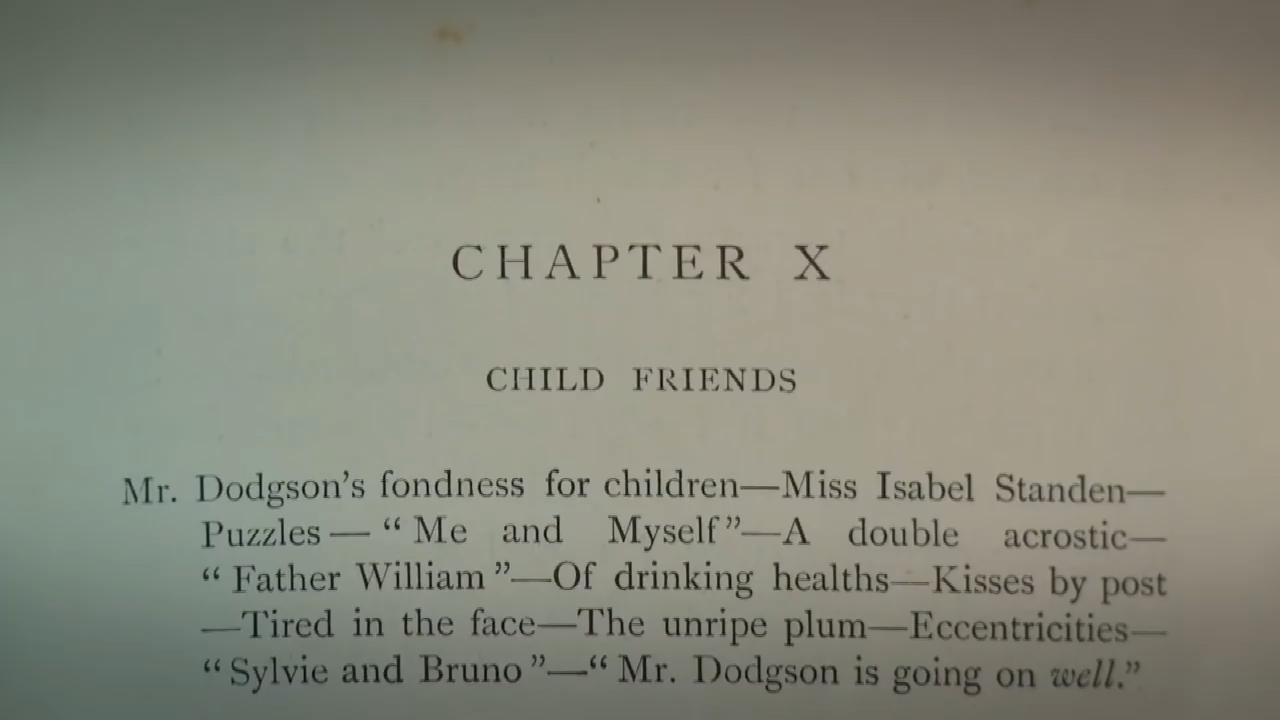 CHAPTER X
CHILD FRIENDS
Mr. Dodgson's fondness for children—Miss Isabel Standen—
Puzzles — “ Me and Myself”—A double acrostic—
“ Father William ”—Of drinking healths—Kisses by post
—Tired in the face—The unripe plum—Eccentricities—
“ Sylvie and Bruno ”—“ Mr. Dodgson is going on well.”